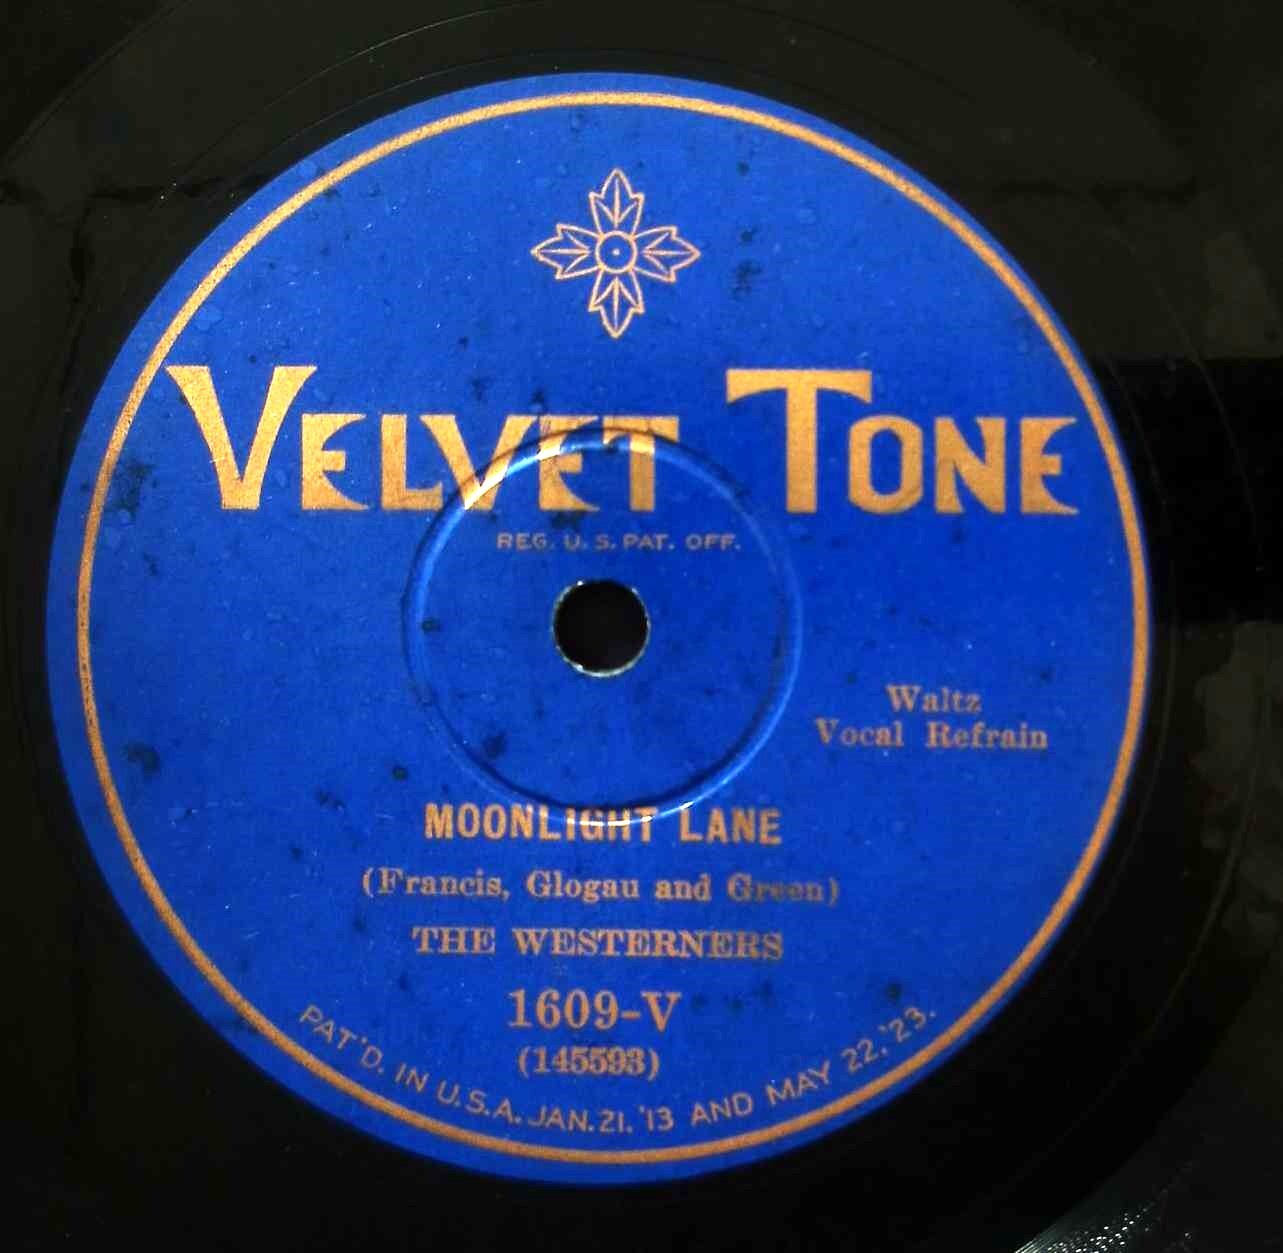 VELVET TONE
REG. U.S. PAT. OFF.
Waltz
Vocal Refrain
MOONLIGHT LANE
(Francis, Glogau and Green)
THE WESTERNERS
1609-V
(145593)
PAT'D. IN U.S.A. JAN. 21, '13 AND MAY 22, '23.